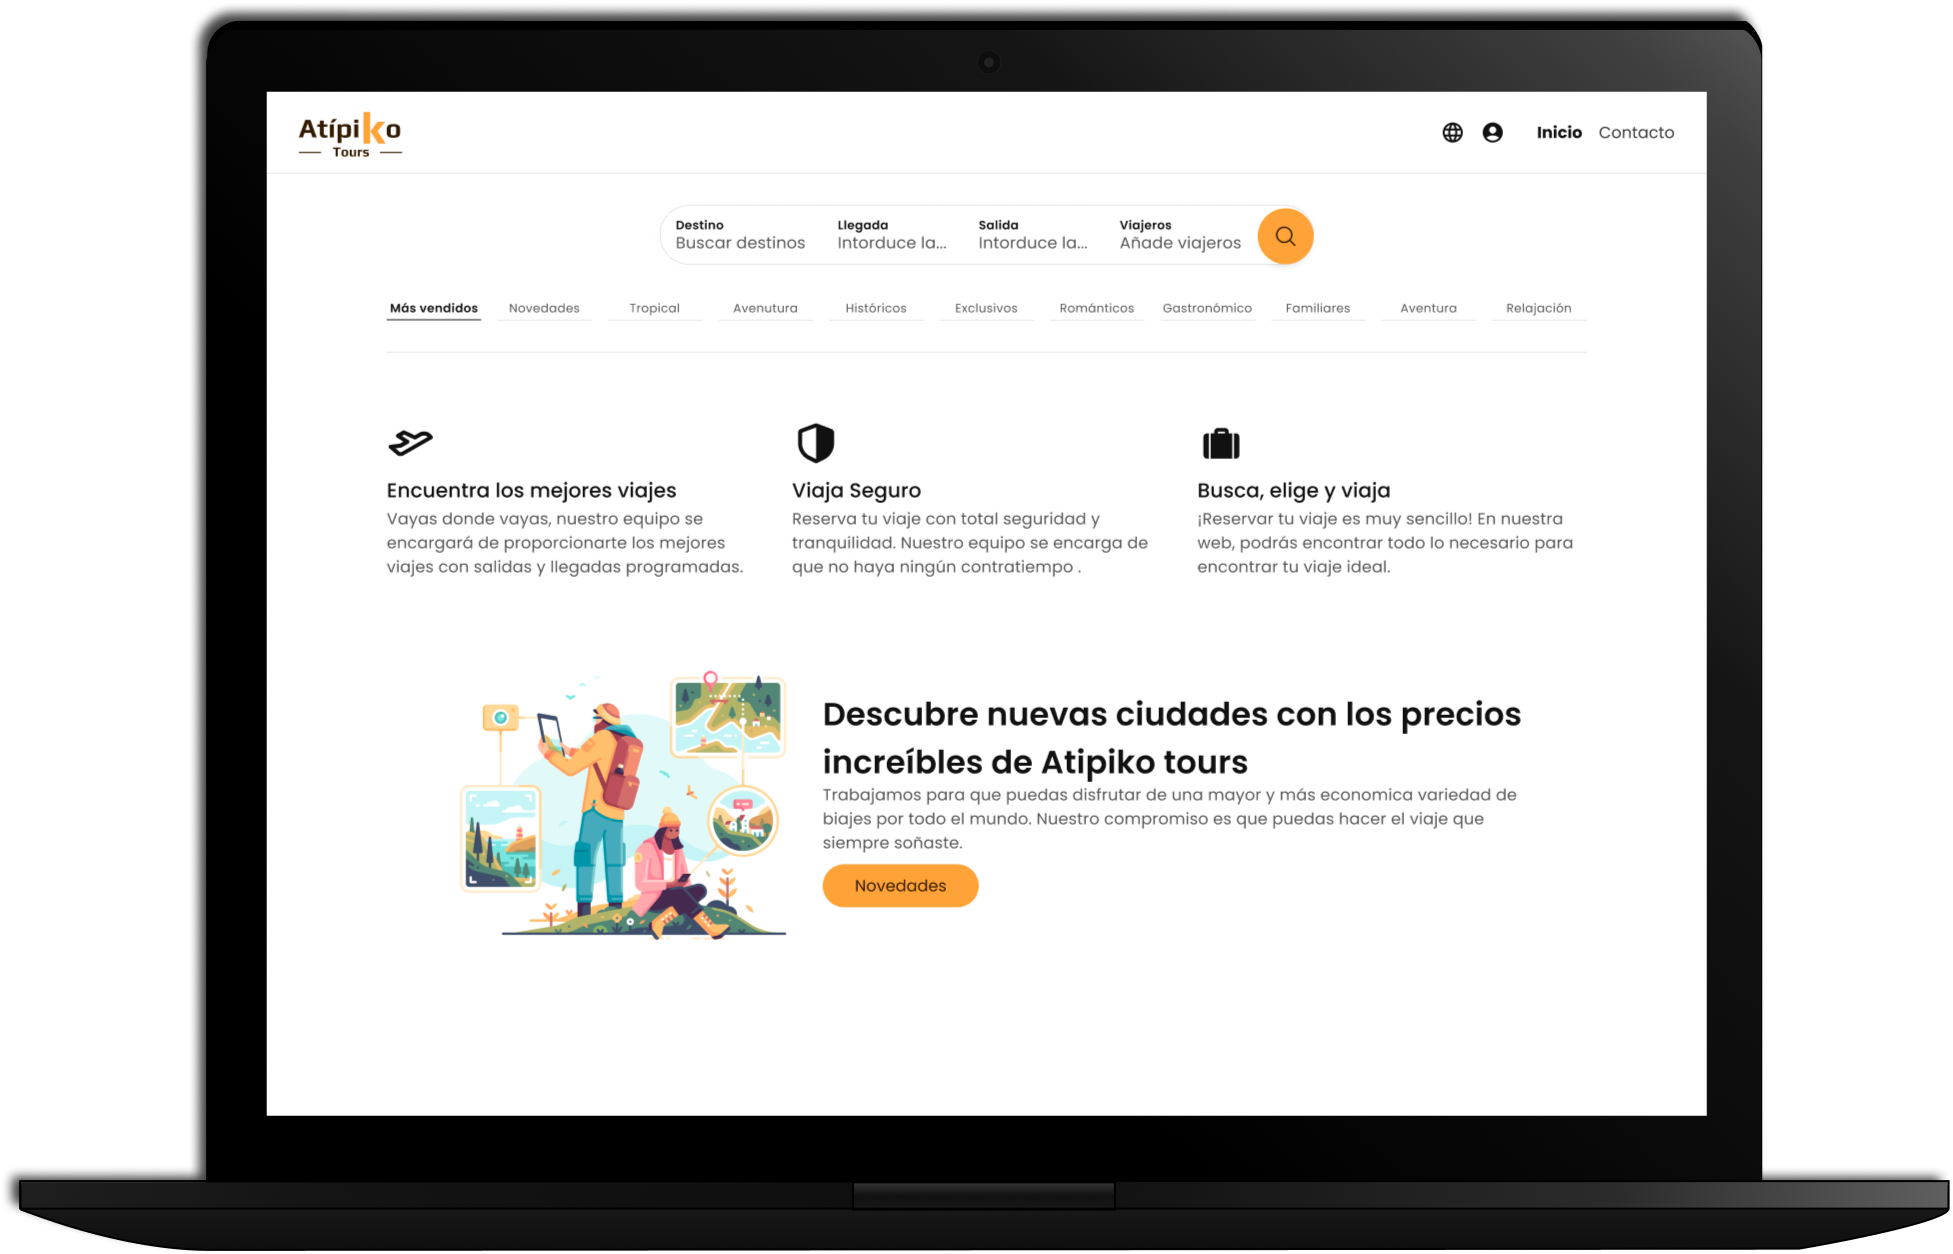 Atípiko
Tours
Inicio Contacto
Destino Llegada Salida Viajeros
Buscar destinos Intorduce la... Intorduce la... Añade viajeros
Más vendidos Novedades Tropical Avenutura Históricos Exclusivos Románticos Gastronómico Familiares Aventura Relajación
Encuentra los mejores viajes
Vayas donde vayas, nuestro equipo se
encargará de proporcionarte los mejores
viajes con salidas y llegadas programadas.
Viaja Seguro
Reserva tu viaje con total seguridad y
tranquilidad. Nuestro equipo se encarga de
que no haya ningún contratiempo .
Busca, elige y viaja
¡Reservar tu viaje es muy sencillo! En nuestra
web, podrás encontrar todo lo necesario para
encontrar tu viaje ideal.
Descubre nuevas ciudades con los precios
increíbles de Atipiko tours
Trabajamos para que puedas disfrutar de una mayor y más economica variedad de
biajes por todo el mundo. Nuestro compromiso es que puedas hacer el viaje que
siempre soñaste.
Novedades